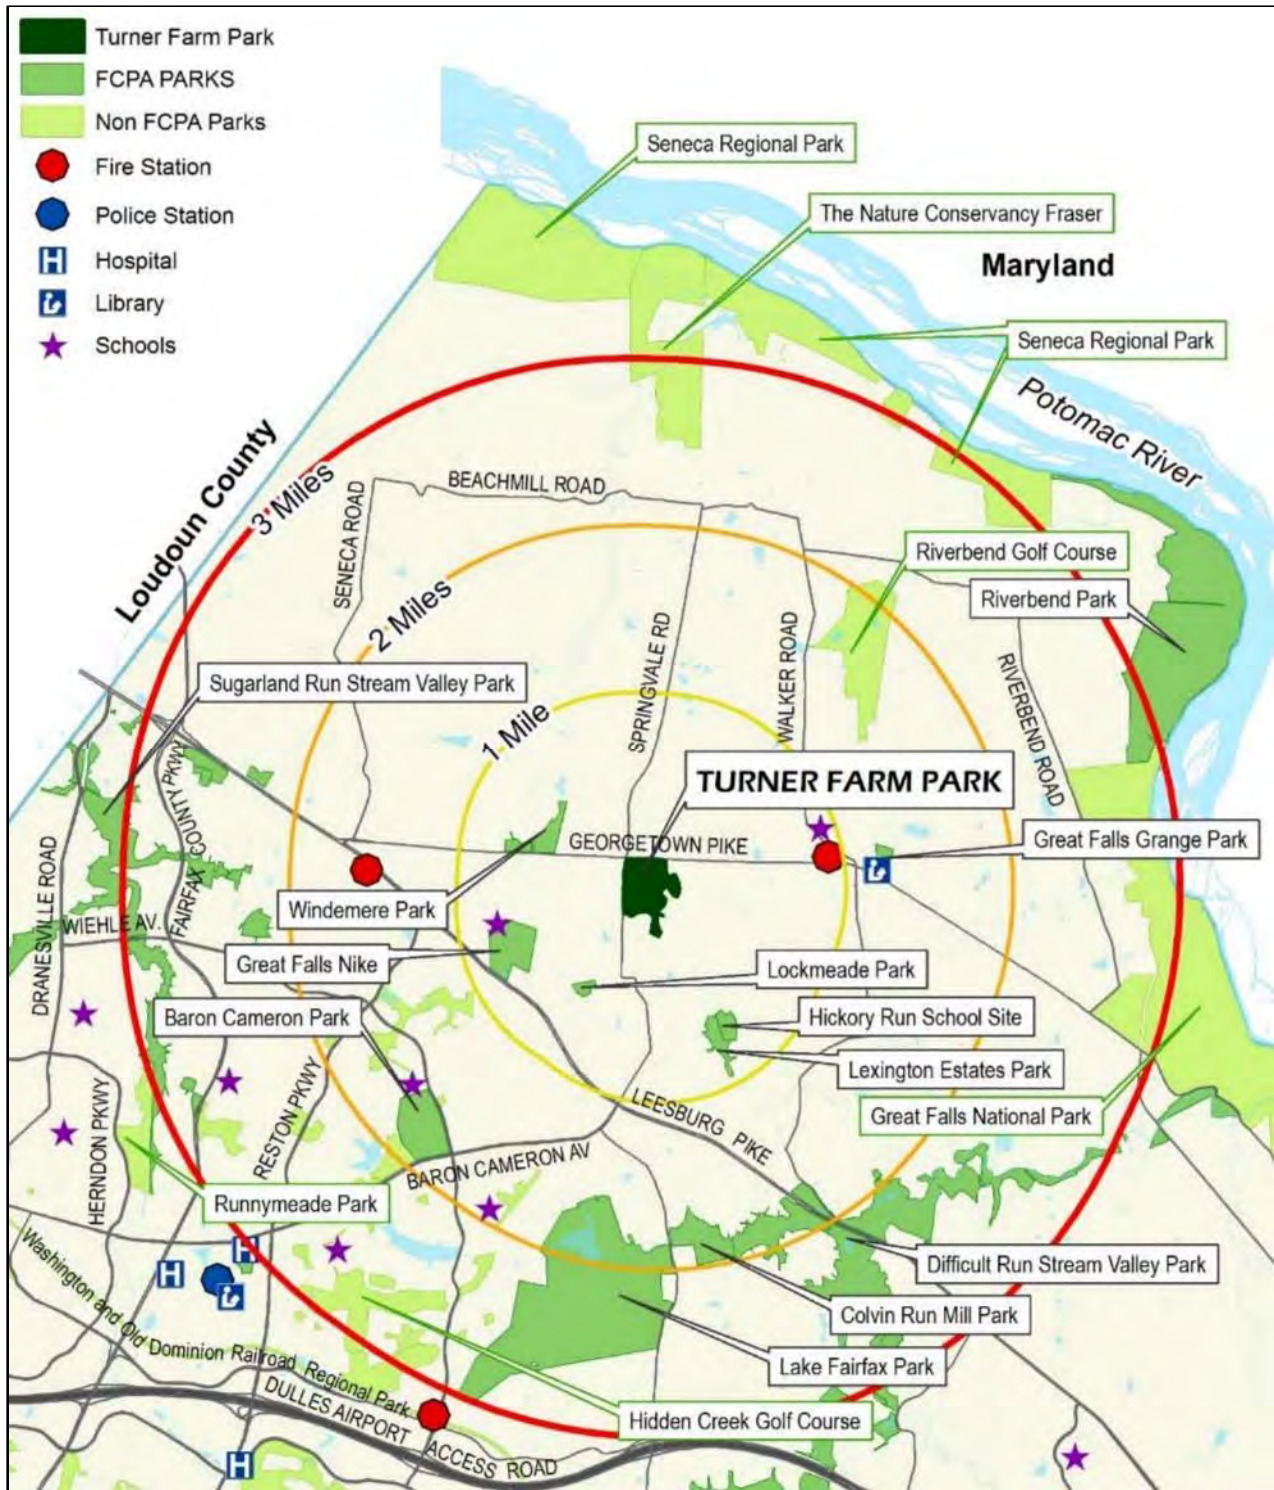 Turner Farm Park
FCPA PARKS
Non FCPA Parks
Fire Station
Police Station
Hospital
Library
Schools
Seneca Regional Park
The Nature Conservancy Fraser
Maryland
Seneca Regional Park
Potomac River
Loudoun County
3 Miles
BEACHMILL ROAD
SENECA ROAD
Riverbend Golf Course
Riverbend Park
2 Miles
SPRINGVALE RD
WALKER ROAD
RIVERBEND ROAD
Sugarland Run Stream Valley Park
1 Mile
TURNER FARM PARK
FAIRFAX COUNTY PKWY
GEORGETOWN PIKE
Great Falls Grange Park
DRANESVILLE ROAD
WIEHLE AV.
Windemere Park
Great Falls Nike
Lockmeade Park
Baron Cameron Park
Hickory Run School Site
Lexington Estates Park
HERNDON PKWY
RESTON PKWY
LEESBURG PIKE
Great Falls National Park
BARON CAMERON AV
Runnymeade Park
Difficult Run Stream Valley Park
Colvin Run Mill Park
Lake Fairfax Park
Washington and Old Dominion Railroad Regional Park
Hidden Creek Golf Course
DULLES AIRPORT ACCESS ROAD
H
H
H